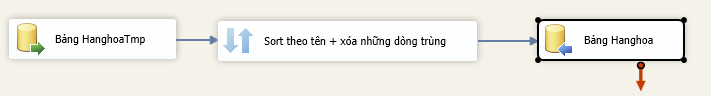 Bảng HanghoaTmp
Sort theo tên + xóa những dòng trùng
Bảng Hanghoa